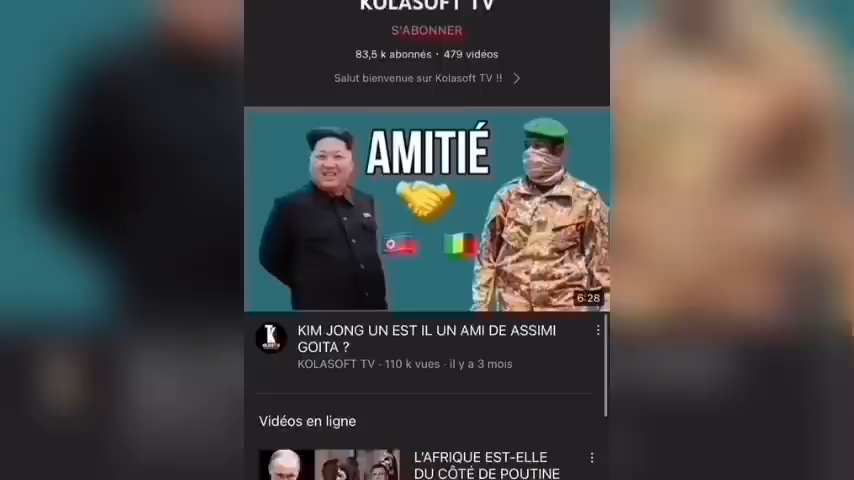 KOLASOFT TV
S'ABONNER
83,5 k abonnés · 479 vidéos
Salut bienvenue sur Kolasoft TV !!
AMITIÉ
6:28
KIM JONG UN EST IL UN AMI DE ASSIMI
GOITA ?
KOLASOFT TV · 110 k vues · il y a 3 mois
Vidéos en ligne
L'AFRIQUE EST-ELLE
DU CÔTÉ DE POUTINE